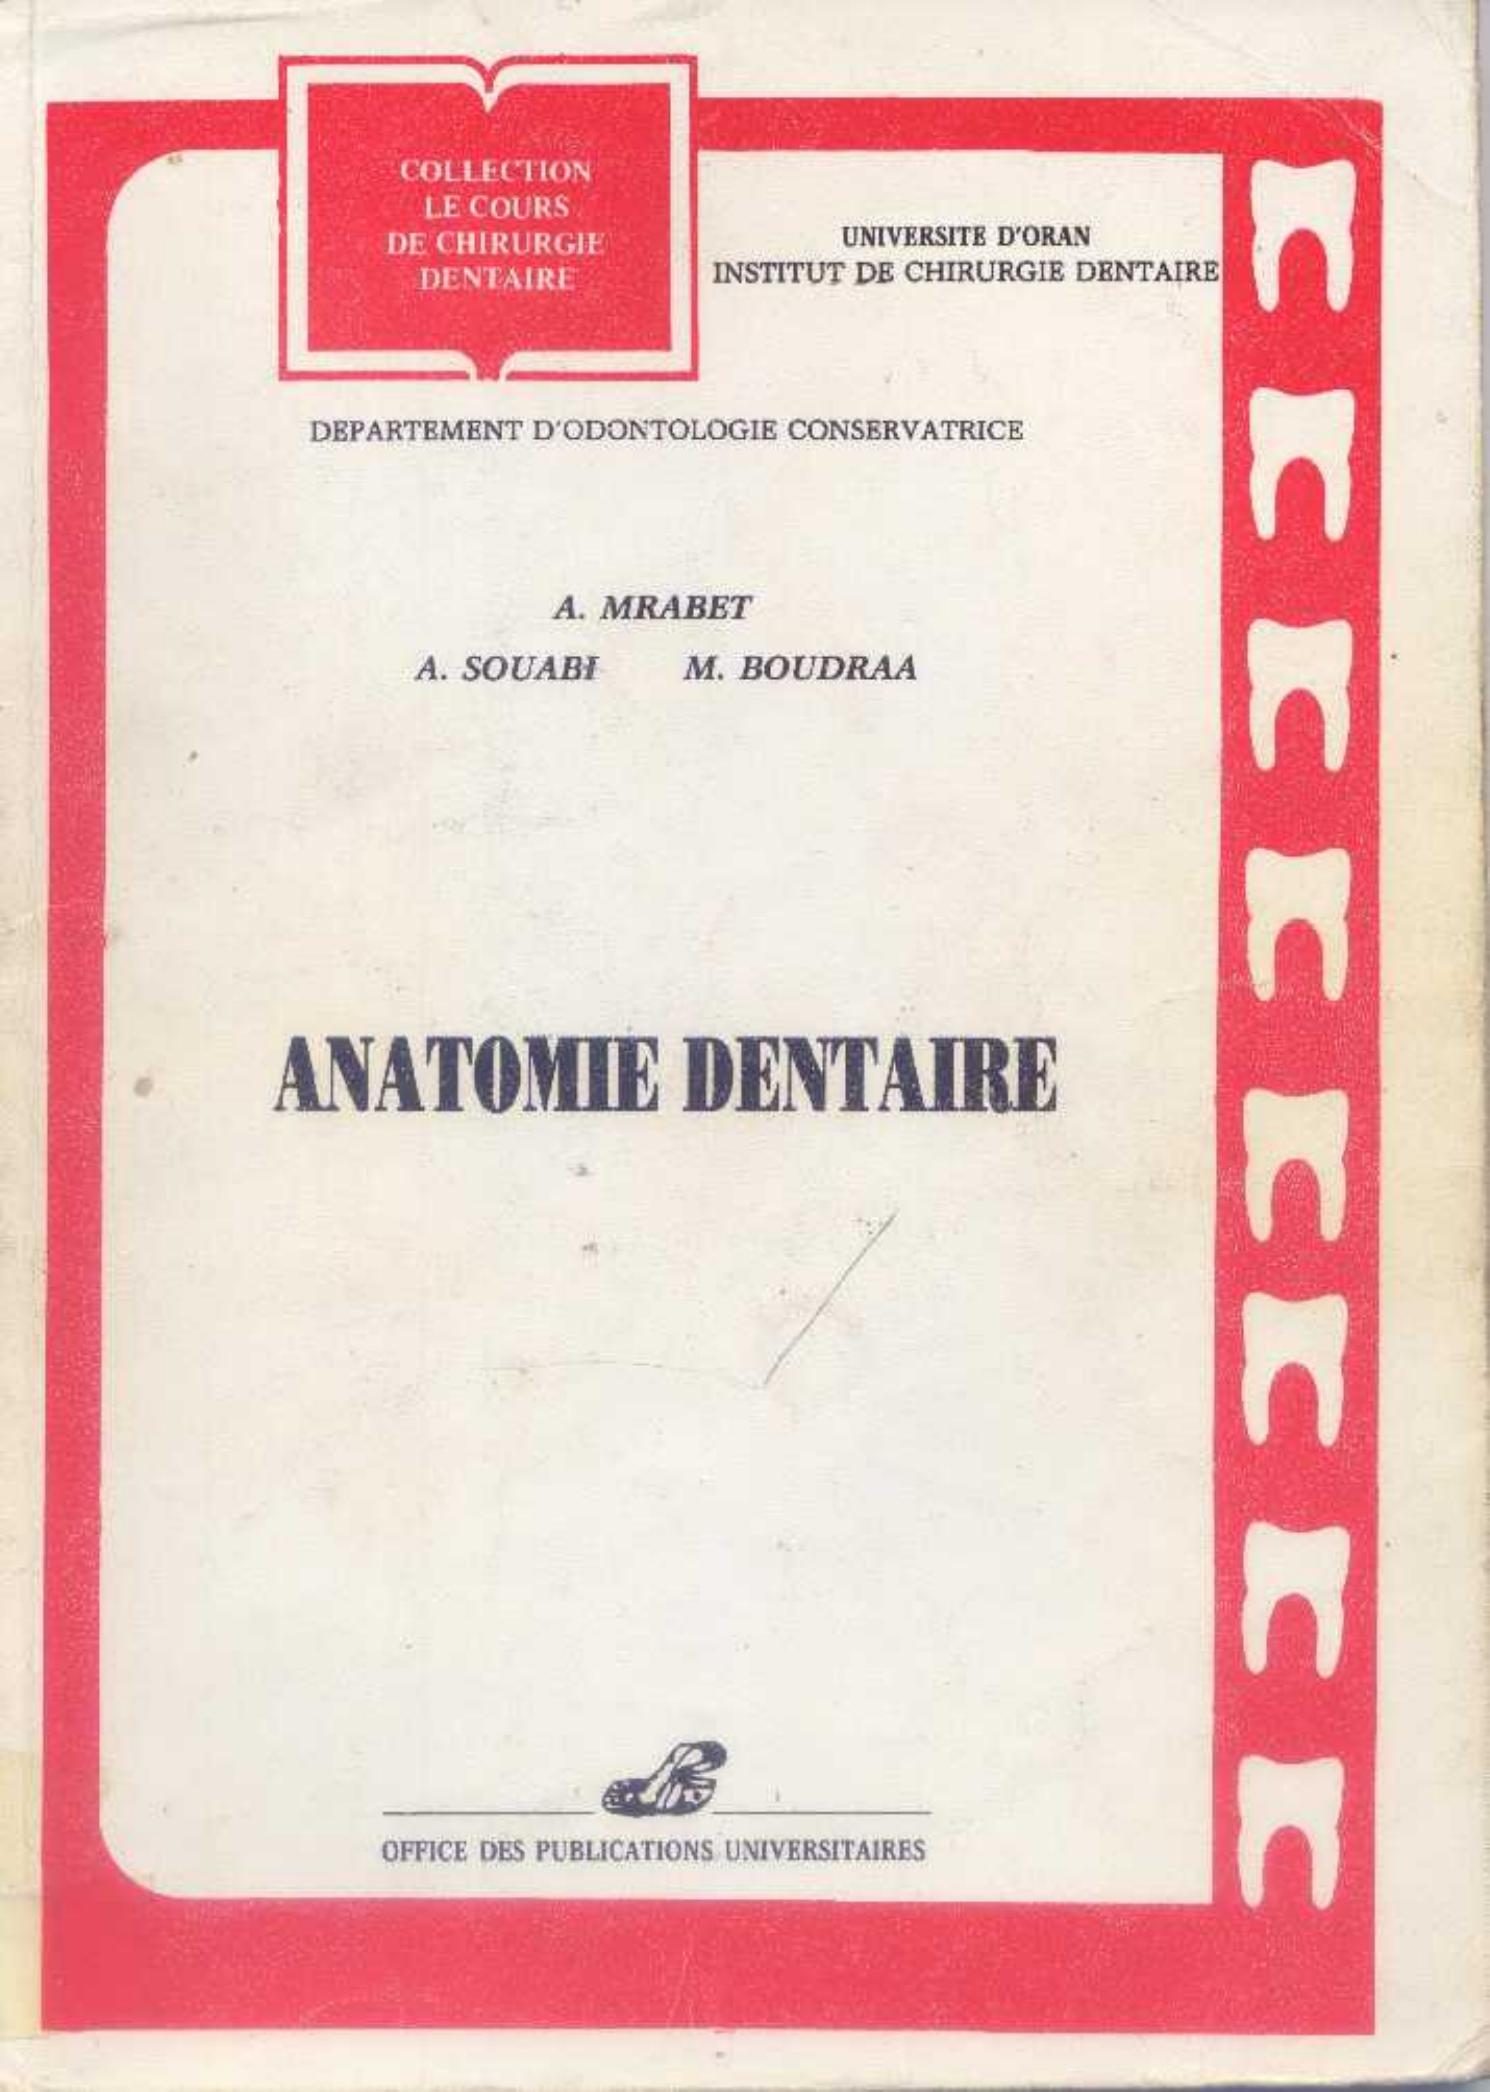 COLLECTION
LE COURS
DE CHIRURGIE
DENTAIRE
UNIVERSITE D'ORAN
INSTITUT DE CHIRURGIE DENTAIRE
DEPARTEMENT D'ODONTOLOGIE CONSERVATRICE
A. MRABET
A. SOUABI M. BOUDRAA
ANATOMIE DENTAIRE
OFFICE DES PUBLICATIONS UNIVERSITAIRES